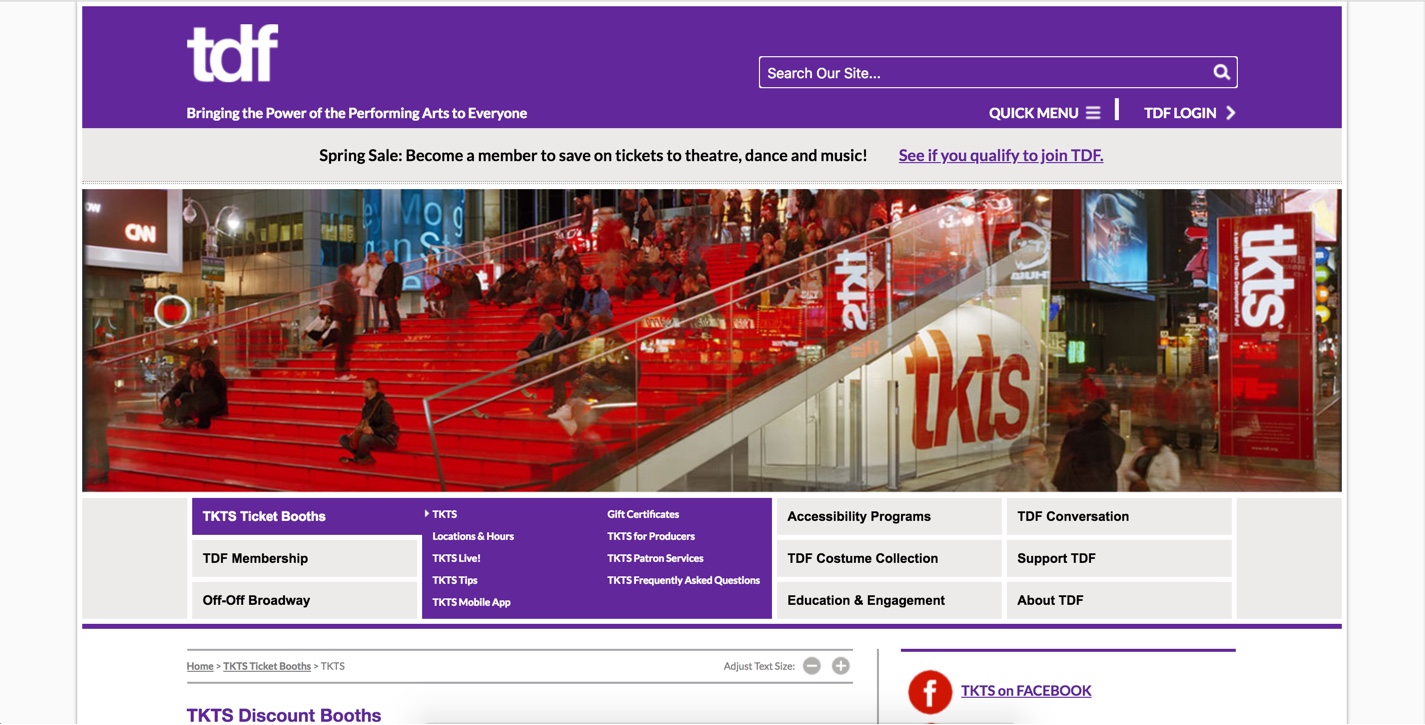 tdf
Search Our Site...
Bringing the Power of the Performing Arts to Everyone
QUICK MENU
TDF LOGIN
Spring Sale: Become a member to save on tickets to theatre, dance and music!
See if you qualify to join TDF.
CNN
tkts
tkts
tkts
TKTS Ticket Booths
TDF Membership
Off-Off Broadway
TKTS
Locations & Hours
TKTS Live!
TKTS Tips
TKTS Mobile App
Gift Certificates
TKTS for Producers
TKTS Patron Services
TKTS Frequently Asked Questions
Accessibility Programs
TDF Costume Collection
Education & Engagement
TDF Conversation
Support TDF
About TDF
Home > TKTS Ticket Booths > TKTS
Adjust Text Size:
TKTS on FACEBOOK
TKTS Discount Booths